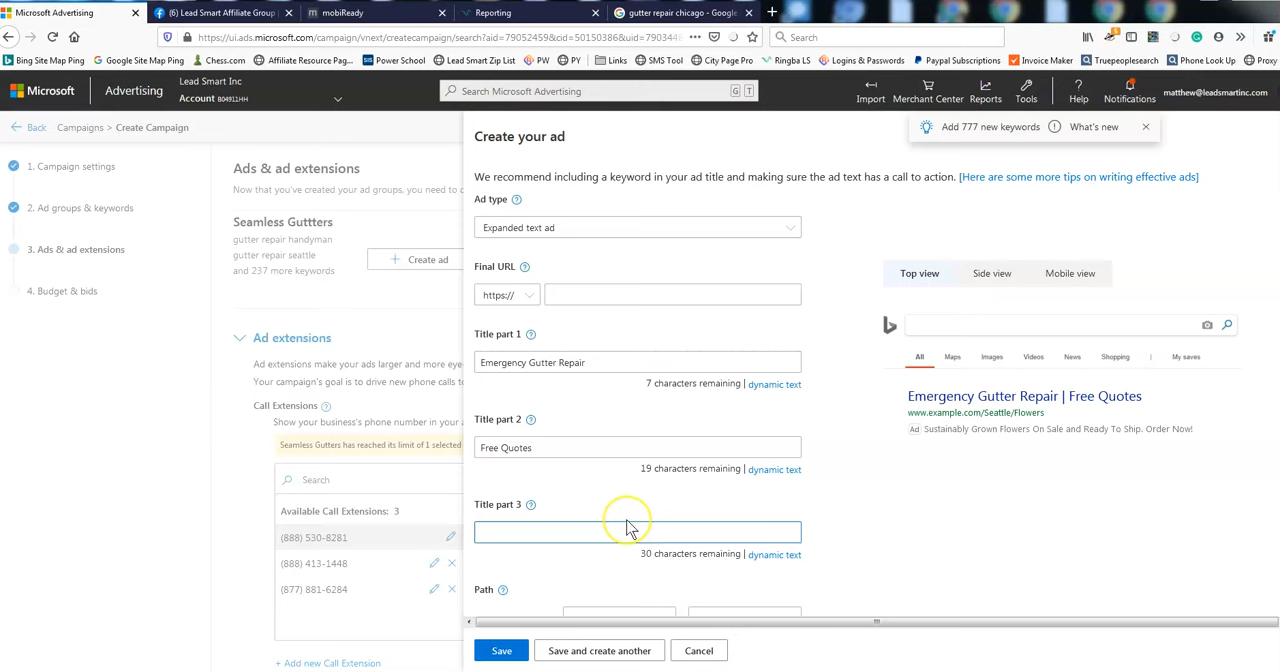 Microsoft Advertising
(6) Lead Smart Affiliate Group |
mobiReady
Reporting
gutter repair chicago - Google
https://ui.ads.microsoft.com/campaign/vnext/createcampaign/search?aid=79052459&cid=50150386&uid=7903448
Search
Bing Site Map Ping
Google Site Map Ping
Chess.com
Affiliate Resource Pag...
Power School
Lead Smart Zip List
PW
PY
Links
SMS Tool
City Page Pro
Ringba LS
Logins & Passwords
Paypal Subscriptions
Invoice Maker
Truepeoplesearch
Phone Look Up
Proxy
Microsoft
Advertising
Lead Smart Inc
Account B04911HH
Search Microsoft Advertising
G T
Import
Merchant Center
Reports
Tools
Help
Notifications
matthew@leadsmartinc.com
Back
Campaigns > Create Campaign
Add 777 new keywords
What's new
1. Campaign settings
2. Ad groups & keywords
3. Ads & ad extensions
4. Budget & bids
Ads & ad extensions
Now that you've created your ad groups, you need to c
Seamless Guttters
gutter repair handyman
gutter repair seattle
and 237 more keywords
Create ad
Ad extensions
Ad extensions make your ads larger and more eye-
Your campaign's goal is to drive new phone calls to
Call Extensions
Show your business's phone number in your a
Seamless Gutters has reached its limit of 1 selected
Search
Available Call Extensions: 3
(888) 530-8281
(888) 413-1448
(877) 881-6284
+ Add new Call Extension
Create your ad
We recommend including a keyword in your ad title and making sure the ad text has a call to action. [Here are some more tips on writing effective ads]
Ad type
Expanded text ad
Final URL
https://
Title part 1
Emergency Gutter Repair
7 characters remaining | dynamic text
Title part 2
Free Quotes
19 characters remaining | dynamic text
Title part 3
30 characters remaining | dynamic text
Path
Save
Save and create another
Cancel
Top view
Side view
Mobile view
All
Maps
Images
Videos
News
Shopping
|
My saves
Emergency Gutter Repair | Free Quotes
www.example.com/Seattle/Flowers
Ad Sustainably Grown Flowers On Sale and Ready To Ship. Order Now!